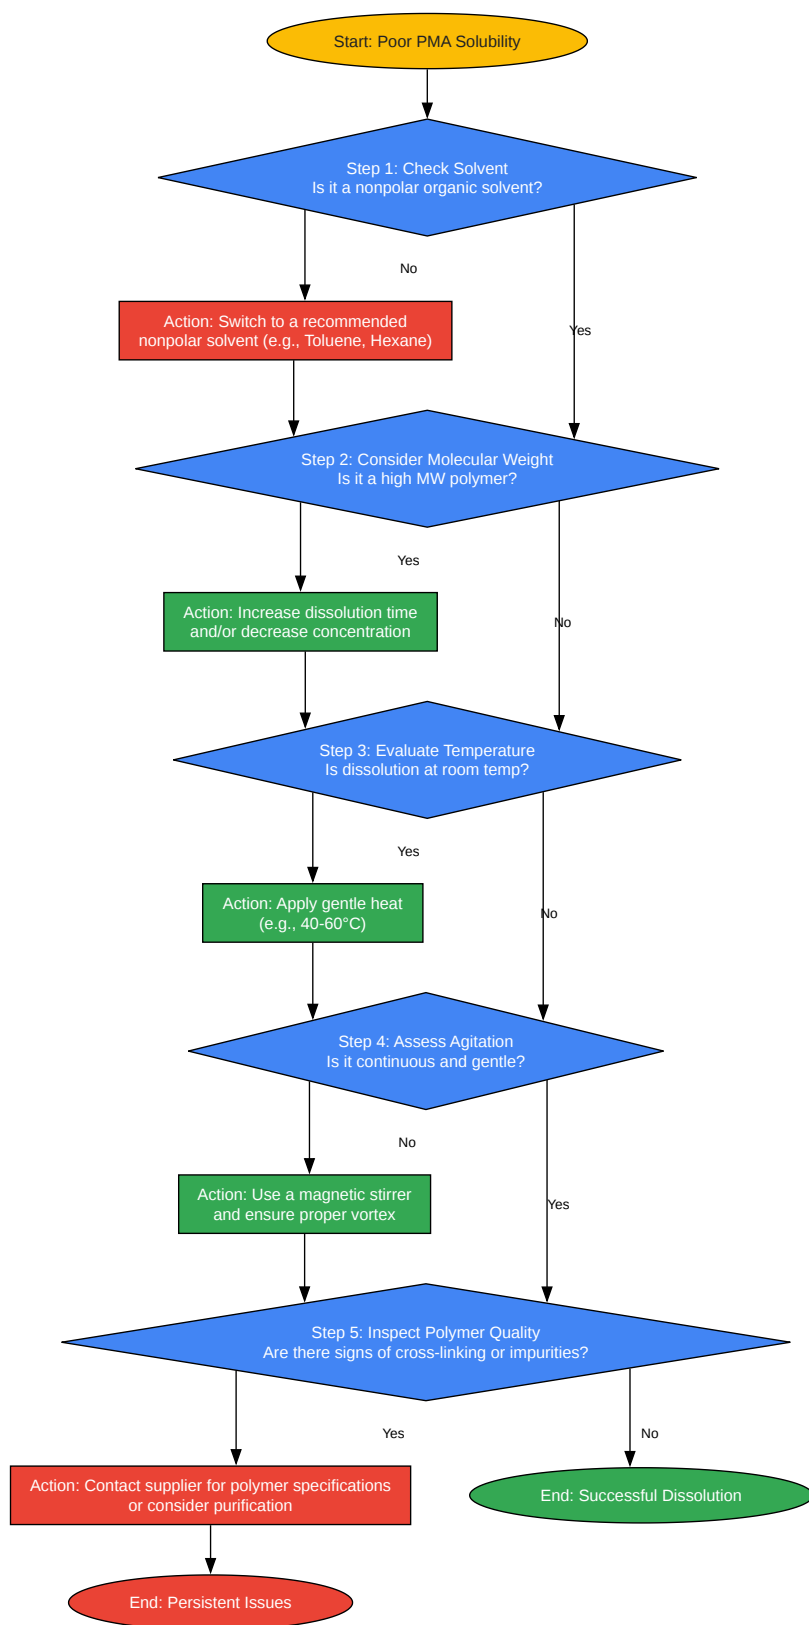 Start: Poor PMA Solubility
Step 1: Check Solvent
Is it a nonpolar organic solvent?
No
Yes
Action: Switch to a recommended
nonpolar solvent (e.g., Toluene, Hexane)
Step 2: Consider Molecular Weight
Is it a high MW polymer?
Yes
No
Action: Increase dissolution time
and/or decrease concentration
Step 3: Evaluate Temperature
Is dissolution at room temp?
Yes
No
Action: Apply gentle heat
(e.g., 40-60°C)
Step 4: Assess Agitation
Is it continuous and gentle?
No
Yes
Action: Use a magnetic stirrer
and ensure proper vortex
Step 5: Inspect Polymer Quality
Are there signs of cross-linking or impurities?
Yes
No
Action: Contact supplier for polymer specifications
or consider purification
End: Successful Dissolution
End: Persistent Issues